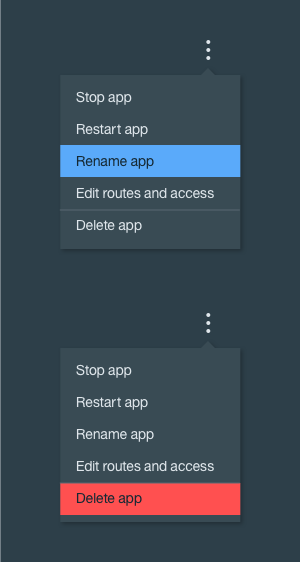 Stop app
Restart app
Rename app
Edit routes and access
Delete app
Stop app
Restart app
Rename app
Edit routes and access
Delete app